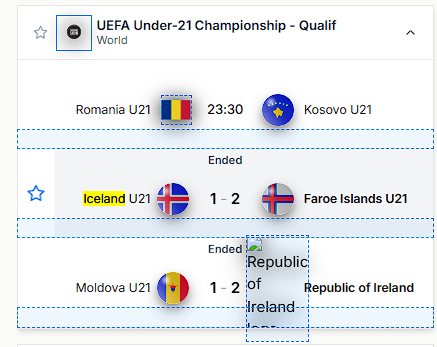 UEFA Under-21 Championship - Qualif
World
Romania U21 23:30 Kosovo U21
Ended
Iceland U21 1 - 2 Faroe Islands U21
Ended
Moldova U21 1 - 2 Republic of Ireland
Republic
of
Ireland
logo